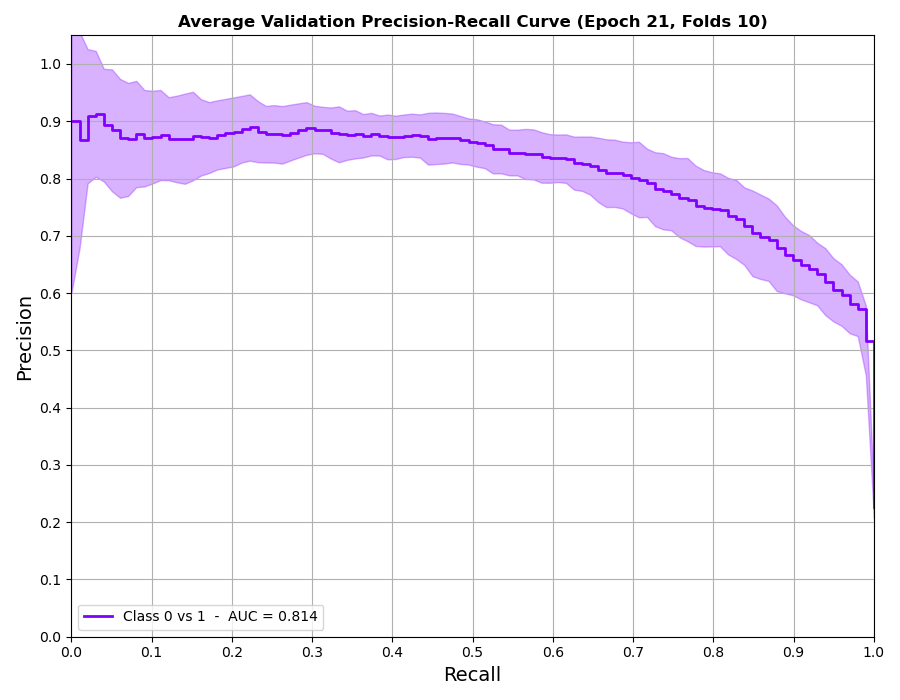 Average Validation Precision-Recall Curve (Epoch 21, Folds 10)
1.0
0.9
0.8
0.7
0.6
0.5
0.4
0.3
0.2
0.1
0.0
Precision
Class 0 vs 1 - AUC = 0.814
0.0 0.1 0.2 0.3 0.4 0.5 0.6 0.7 0.8 0.9 1.0
Recall